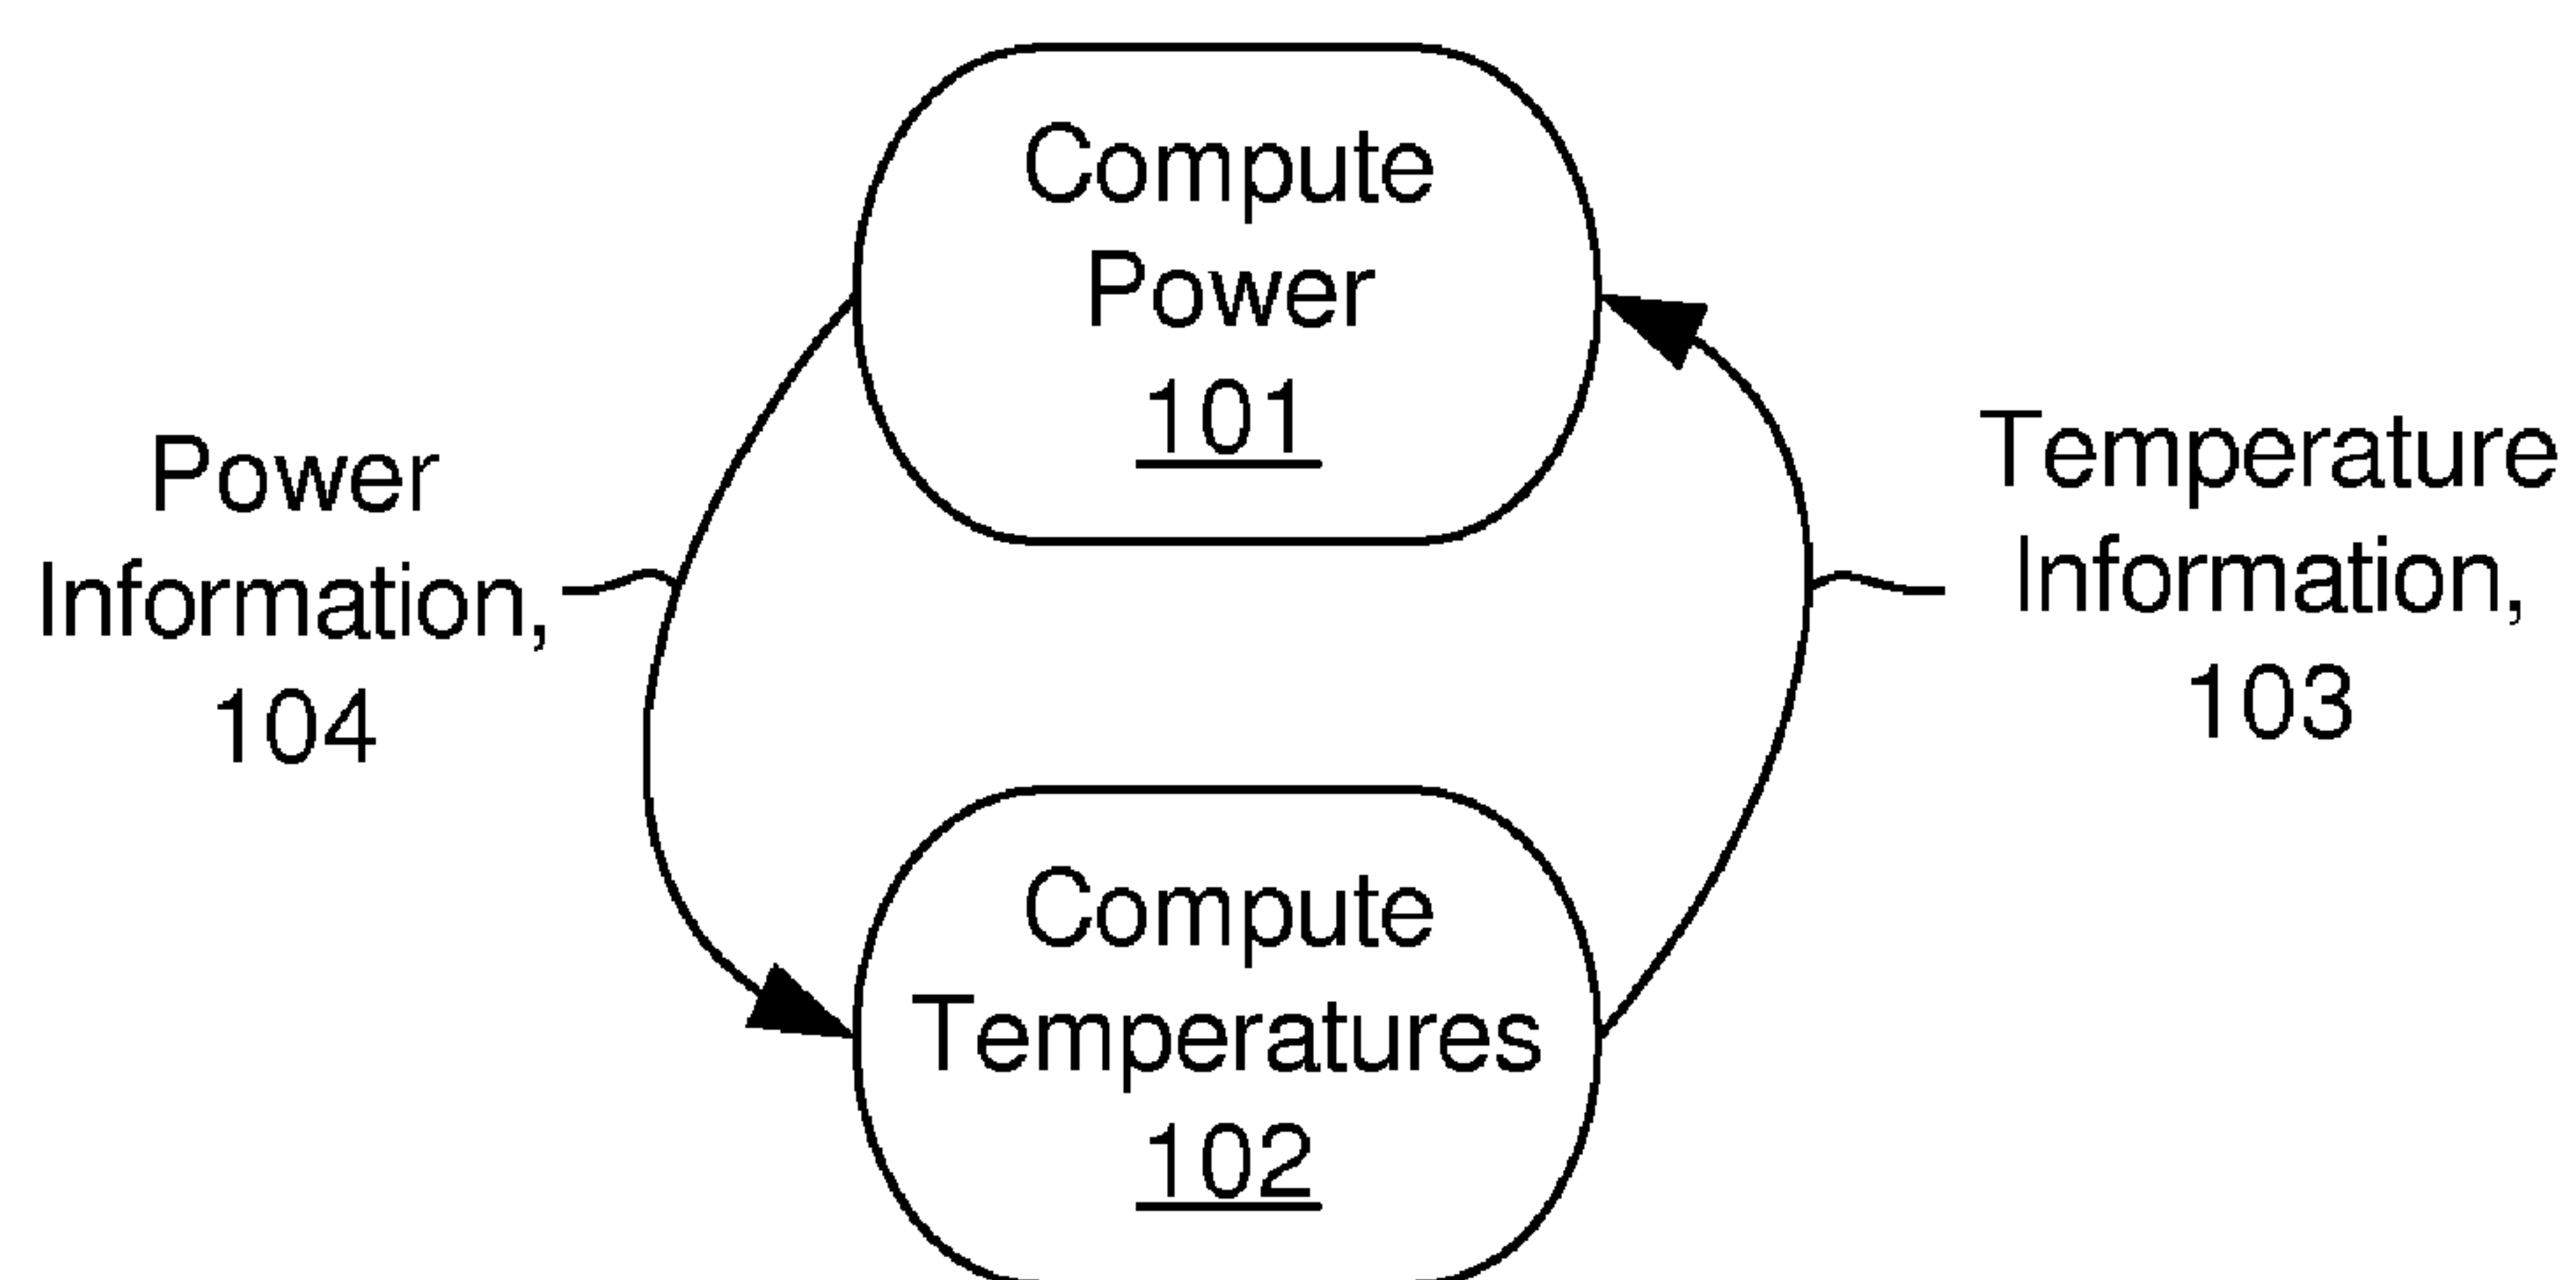 Compute
Power
101
Power
Information,
104
Temperature
Information,
103
Compute
Temperatures
102